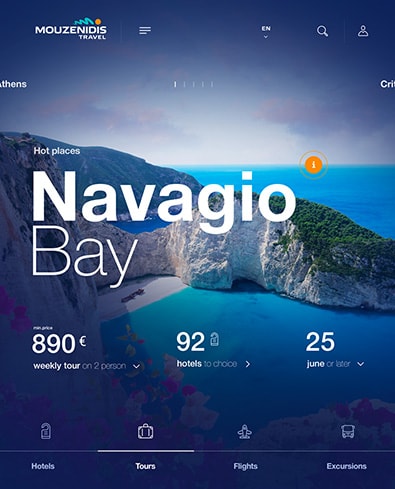 MOUZENIDIS
TRAVEL
EN
Athens
Crit
Hot places
i
Navagio
Bay
min.price
890 €
92
25
weekly tour on 2 person
hotels to choice
june or later
Hotels
Tours
Flights
Excursions